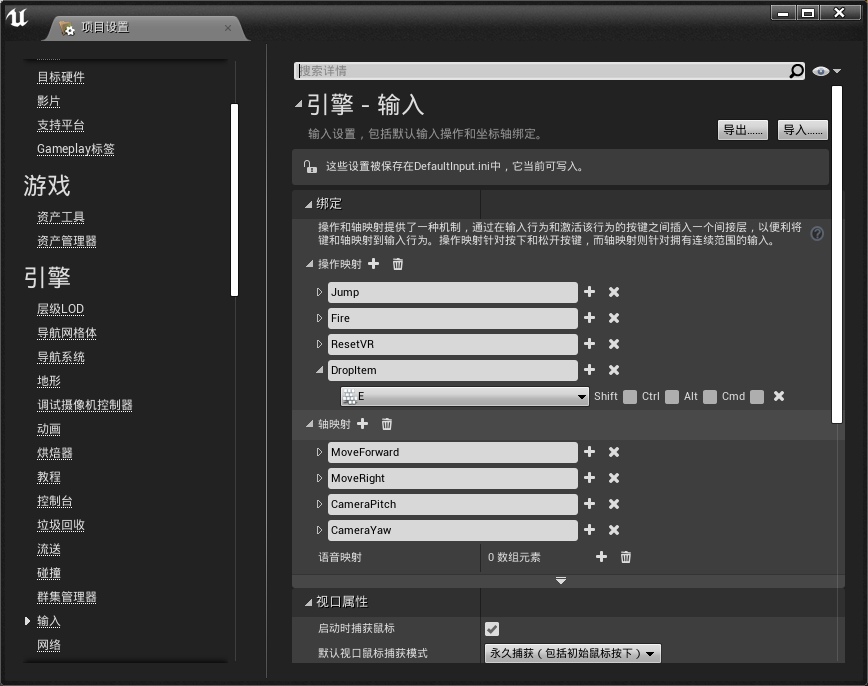 项目设置
目标硬件
影片
支持平台
Gameplay标签
游戏
资产工具
资产管理器
引擎
层级LOD
导航网格体
导航系统
地形
调试摄像机控制器
动画
烘焙器
教程
控制台
垃圾回收
流送
碰撞
群集管理器
输入
网络
搜索详情
引擎 - 输入
输入设置，包括默认输入操作和坐标轴绑定。
导出...... 导入......
这些设置被保存在DefaultInput.ini中，它当前可写入。
绑定
操作和轴映射提供了一种机制，通过在输入行为和激活该行为的按键之间插入一个间接层，以便利将
键和轴映射到输入行为。操作映射针对按下和松开按键，而轴映射则针对拥有连续范围的输入。
操作映射
Jump
Fire
ResetVR
DropItem
E Shift Ctrl Alt Cmd
轴映射
MoveForward
MoveRight
CameraPitch
CameraYaw
语音映射 0 数组元素
视口属性
启动时捕获鼠标
默认视口鼠标捕获模式 永久捕获（包括初始鼠标按下）